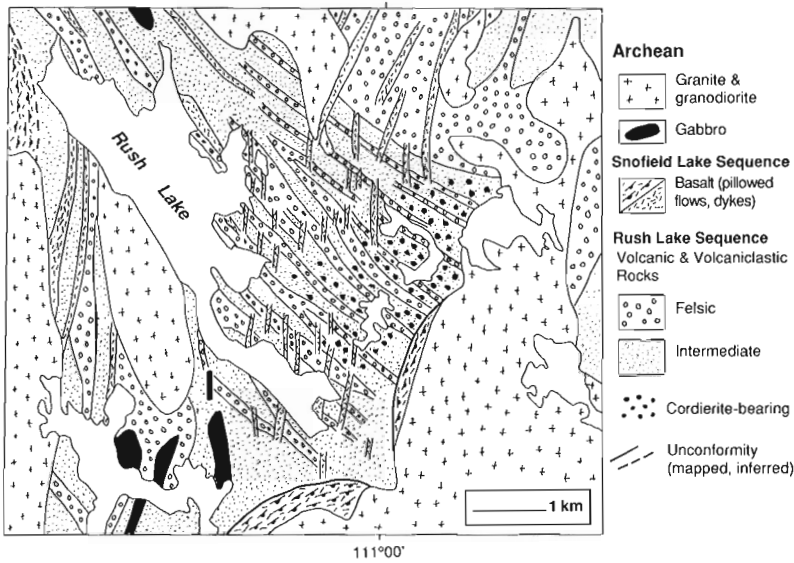 Rush
Lake
1 km
111°00'
Archean
Granite &
granodiorite
Gabbro
Snofield Lake Sequence
Basalt (pillowed
flows, dykes)
Rush Lake Sequence
Volcanic & Volcaniclastic
Rocks
Felsic
Intermediate
Cordierite-bearing
Unconformity
(mapped, inferred)